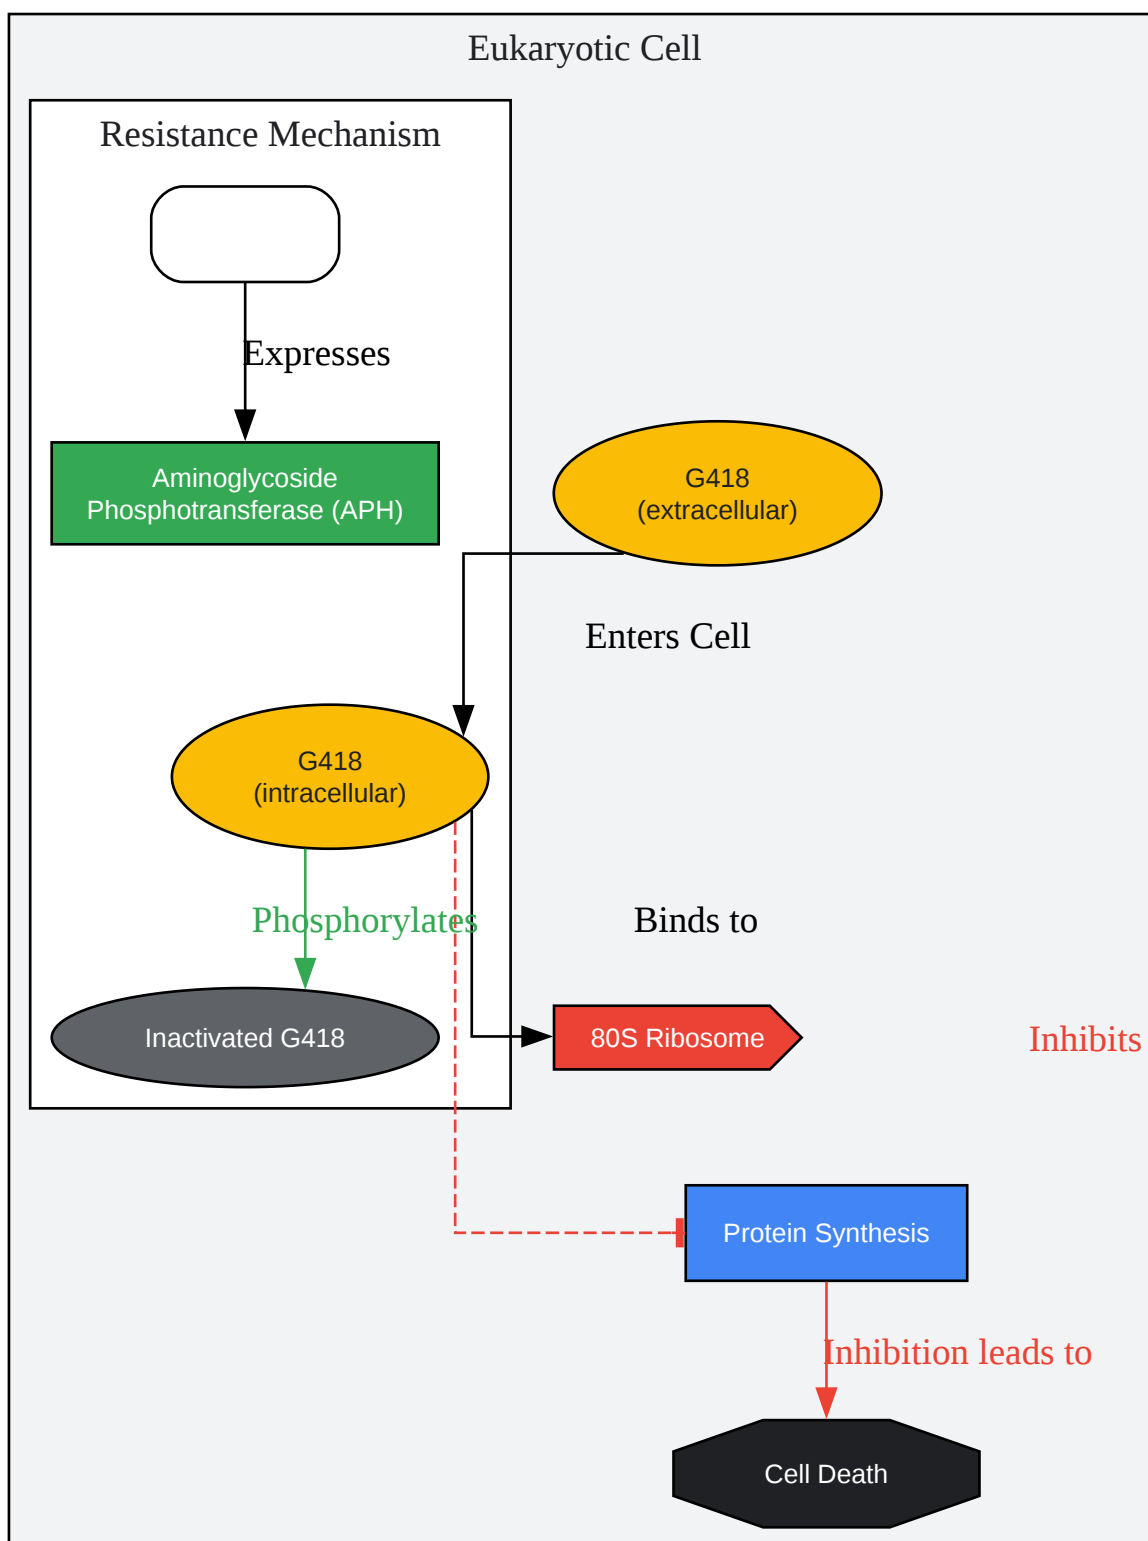 Eukaryotic Cell
Resistance Mechanism
Expresses
Aminoglycoside
Phosphotransferase (APH)
G418
(extracellular)
Enters Cell
G418
(intracellular)
Phosphorylates
Binds to
Inactivated G418
80S Ribosome
Inhibits
Protein Synthesis
Inhibition leads to
Cell Death